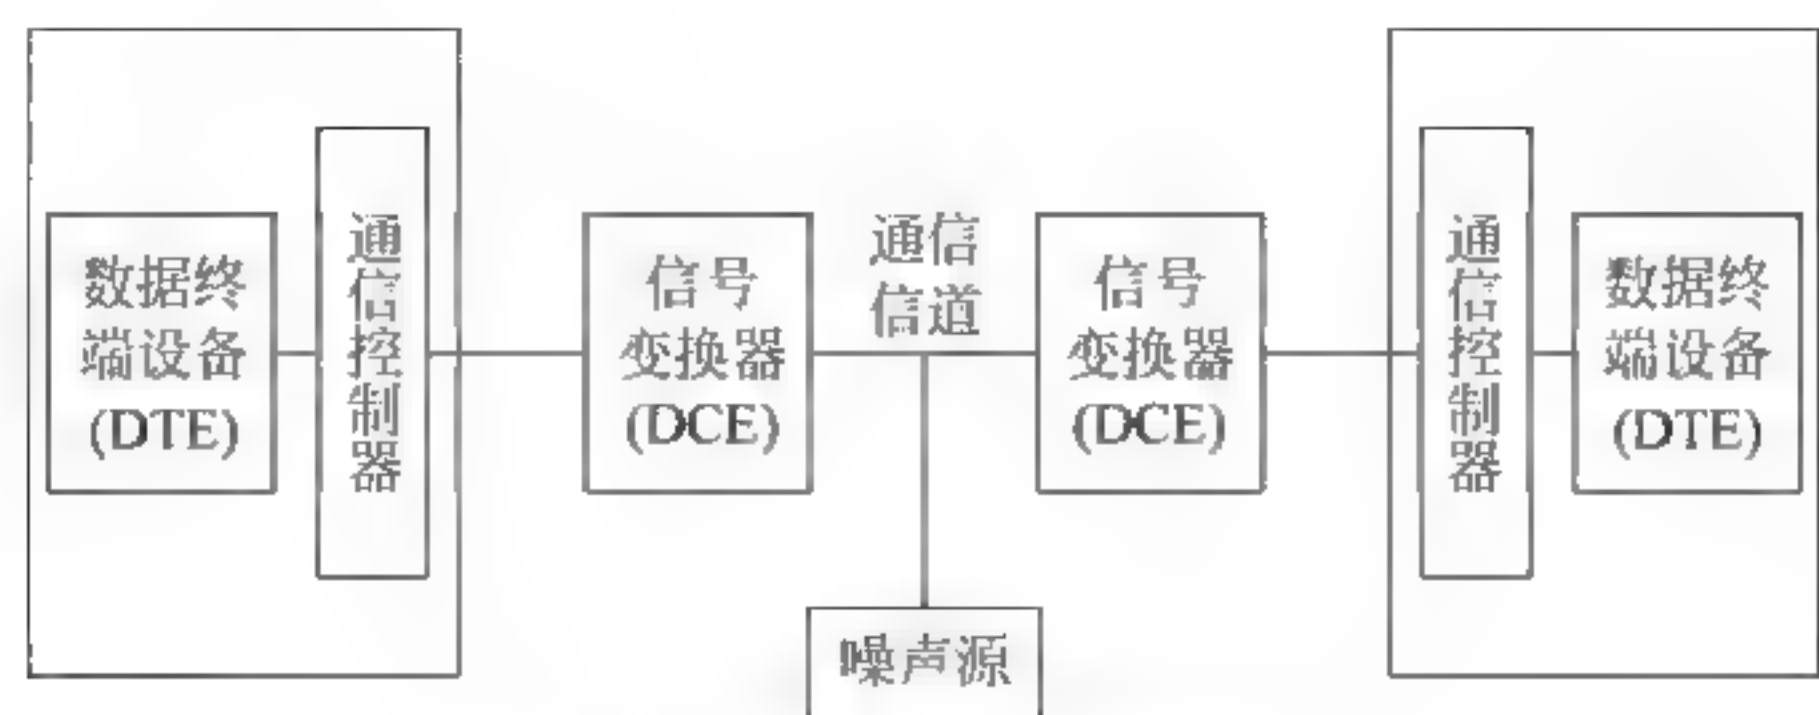 数据终
端设备
(DTE)
通信控制器
信号
变换器
(DCE)
通信
信道
信号
变换器
(DCE)
通信控制器
数据终
端设备
(DTE)
噪声源